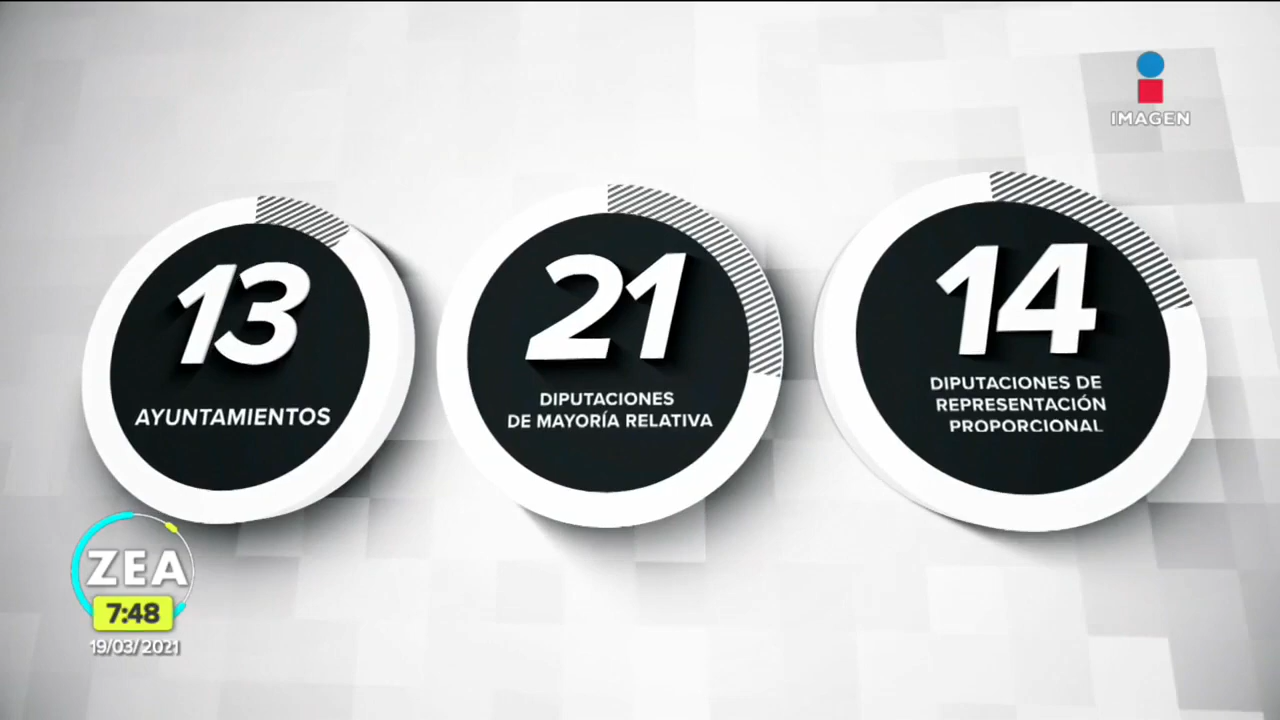 IMAGEN
13
AYUNTAMIENTOS
21
DIPUTACIONES
DE MAYORÍA RELATIVA
14
DIPUTACIONES DE
REPRESENTACIÓN
PROPORCIONAL
ZEA
7:48
19/03/2021